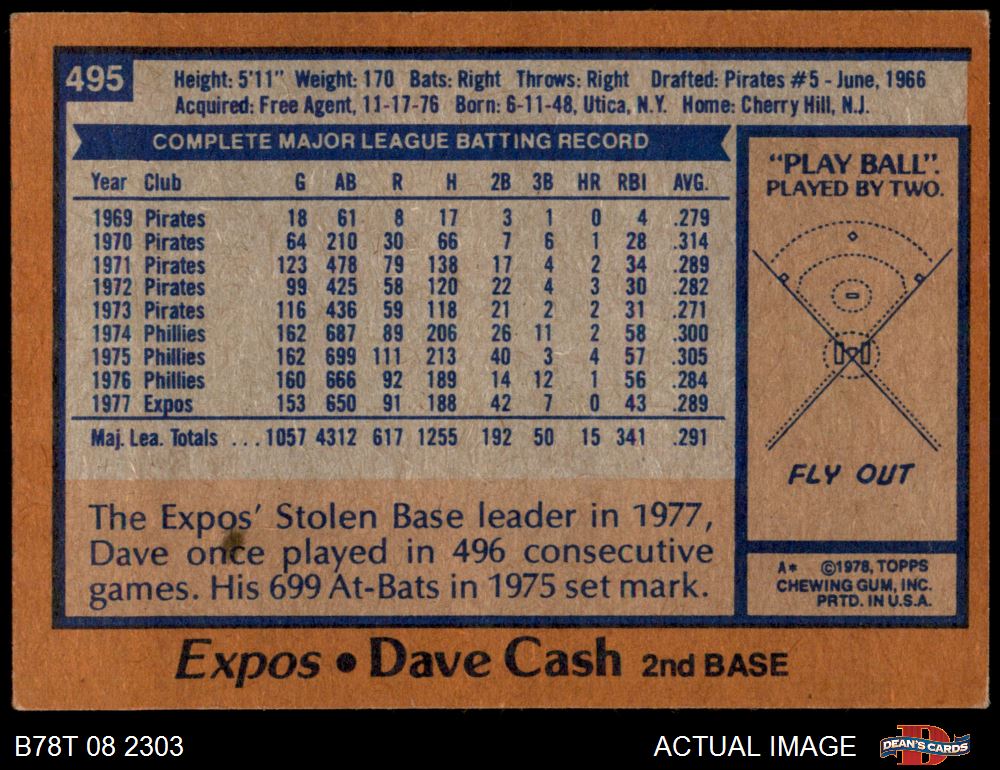 495
Height: 5'11" Weight: 170 Bats: Right Throws: Right Drafted: Pirates #5 - June, 1966
Acquired: Free Agent, 11-17-76 Born: 6-11-48, Utica, N.Y. Home: Cherry Hill, N.J.
COMPLETE MAJOR LEAGUE BATTING RECORD
Year Club G AB R H 2B 3B HR RBI AVG.
1969 Pirates 18 61 8 17 3 1 0 4 .279
1970 Pirates 64 210 30 66 7 6 1 28 .314
1971 Pirates 123 478 79 138 17 4 2 34 .289
1972 Pirates 99 425 58 120 22 4 3 30 .282
1973 Pirates 116 436 59 118 21 2 2 31 .271
1974 Phillies 162 687 89 206 26 11 2 58 .300
1975 Phillies 162 699 111 213 40 3 4 57 .305
1976 Phillies 160 666 92 189 14 12 1 56 .284
1977 Expos 153 650 91 188 42 7 0 43 .289
Maj. Lea. Totals ... 1057 4312 617 1255 192 50 15 341 .291
The Expos' Stolen Base leader in 1977,
Dave once played in 496 consecutive
games. His 699 At-Bats in 1975 set mark.
"PLAY BALL".
PLAYED BY TWO.
FLY OUT
A* ©1978, TOPPS
CHEWING GUM, INC.
PRTD. IN U.S.A.
Expos • Dave Cash 2nd BASE
B78T 08 2303
ACTUAL IMAGE
D
DEAN'S CARDS